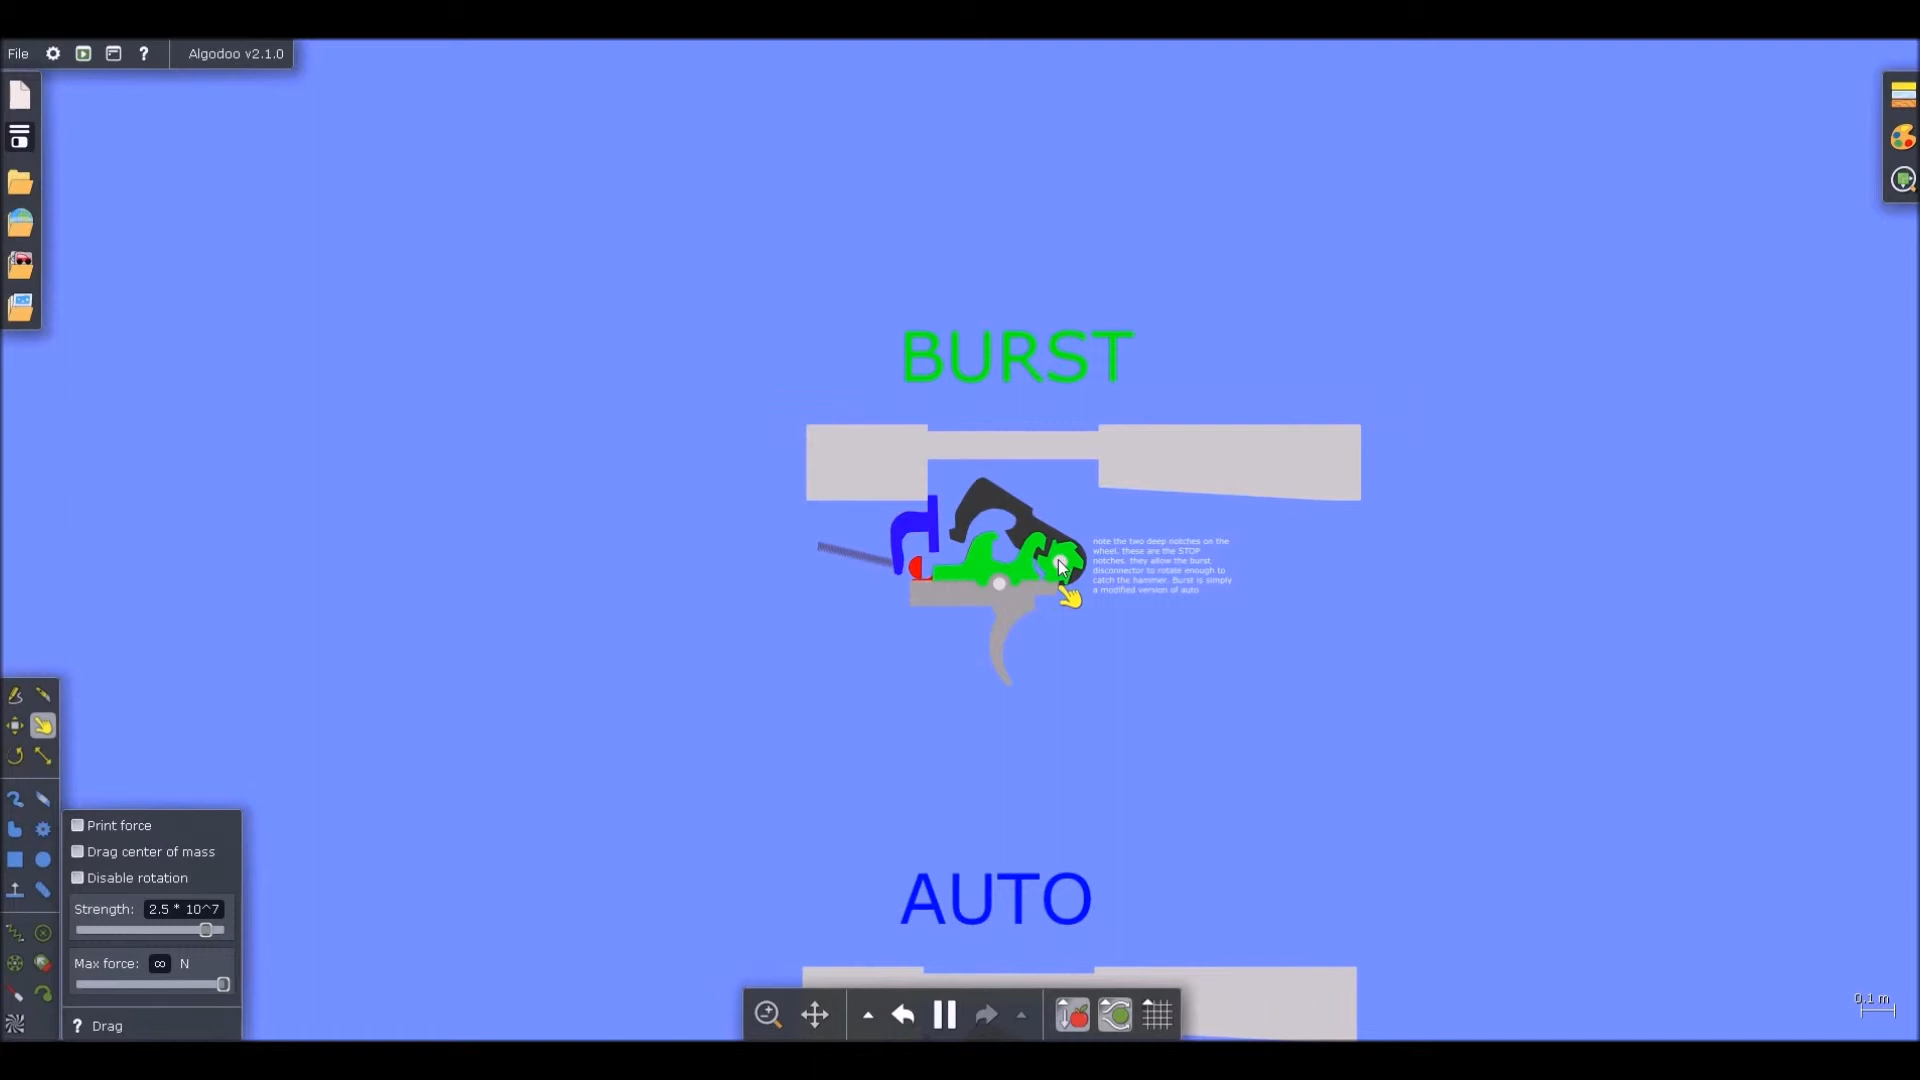 File ? Algodoo v2.1.0
BURST
note the two deep notches on the
wheel. these are the STOP
notches. they allow the burst
disconnector to rotate enough to
catch the hammer. Burst is simply
a modified version of auto
Print force
Drag center of mass
Disable rotation
Strength: 2.5 * 10^7
Max force: ∞ N
? Drag
AUTO
0.1 m